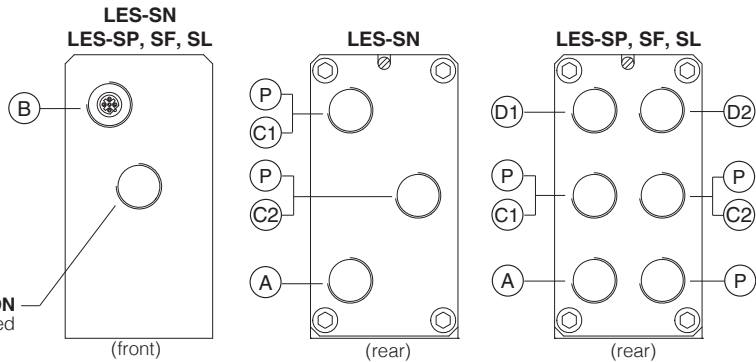 LES-SN
LES-SP, SF, SL
B
ON
ed
(front)
LES-SN
P
C1
P
C2
A
(rear)
LES-SP, SF, SL
D1
D2
P
C1
P
C2
A
P
(rear)